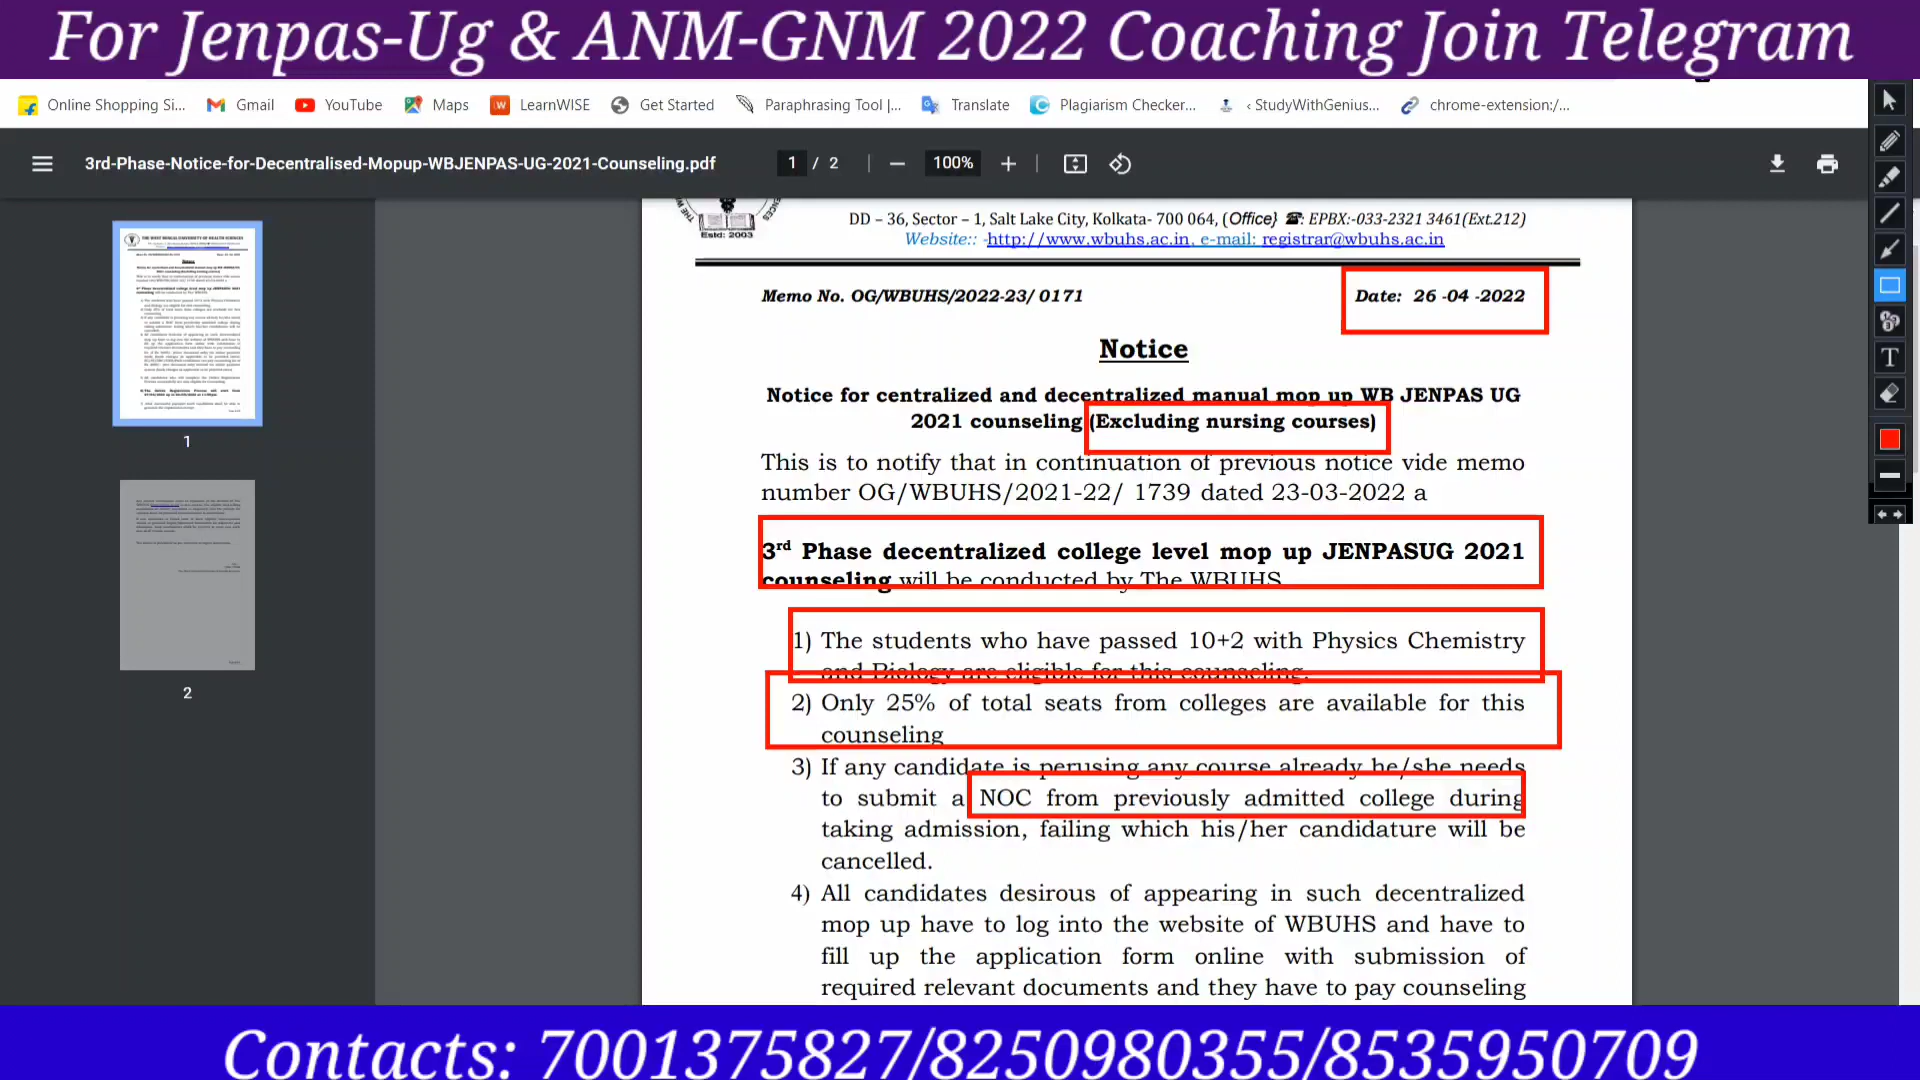 For Jenpas-Ug & ANM-GNM 2022 Coaching Join Telegram
Online Shopping Si... Gmail YouTube Maps LearnWISE Get Started Paraphrasing Tool |... Translate Plagiarism Checker... ‹ StudyWithGenius... chrome-extension:/...
3rd-Phase-Notice-for-Decentralised-Mopup-WBJENPAS-UG-2021-Counseling.pdf 1 / 2 100%
Estd: 2003
DD – 36, Sector – 1, Salt Lake City, Kolkata- 700 064, (Office} ☎: EPBX:-033-2321 3461(Ext.212)
Website:: -http://www.wbuhs.ac.in, e-mail: registrar@wbuhs.ac.in
Memo No. OG/WBUHS/2022-23/ 0171 Date: 26 -04 -2022
Notice
Notice for centralized and decentralized manual mop up WB JENPAS UG
2021 counseling (Excluding nursing courses)
This is to notify that in continuation of previous notice vide memo
number OG/WBUHS/2021-22/ 1739 dated 23-03-2022 a
3rd Phase decentralized college level mop up JENPASUG 2021
counseling will be conducted by The WBUHS
1) The students who have passed 10+2 with Physics Chemistry
and Biology are eligible for this counseling.
2) Only 25% of total seats from colleges are available for this
counseling
3) If any candidate is perusing any course already he/she needs
to submit a NOC from previously admitted college during
taking admission, failing which his/her candidature will be
cancelled.
4) All candidates desirous of appearing in such decentralized
mop up have to log into the website of WBUHS and have to
fill up the application form online with submission of
required relevant documents and they have to pay counseling
1
2
Contacts: 7001375827/8250980355/8535950709